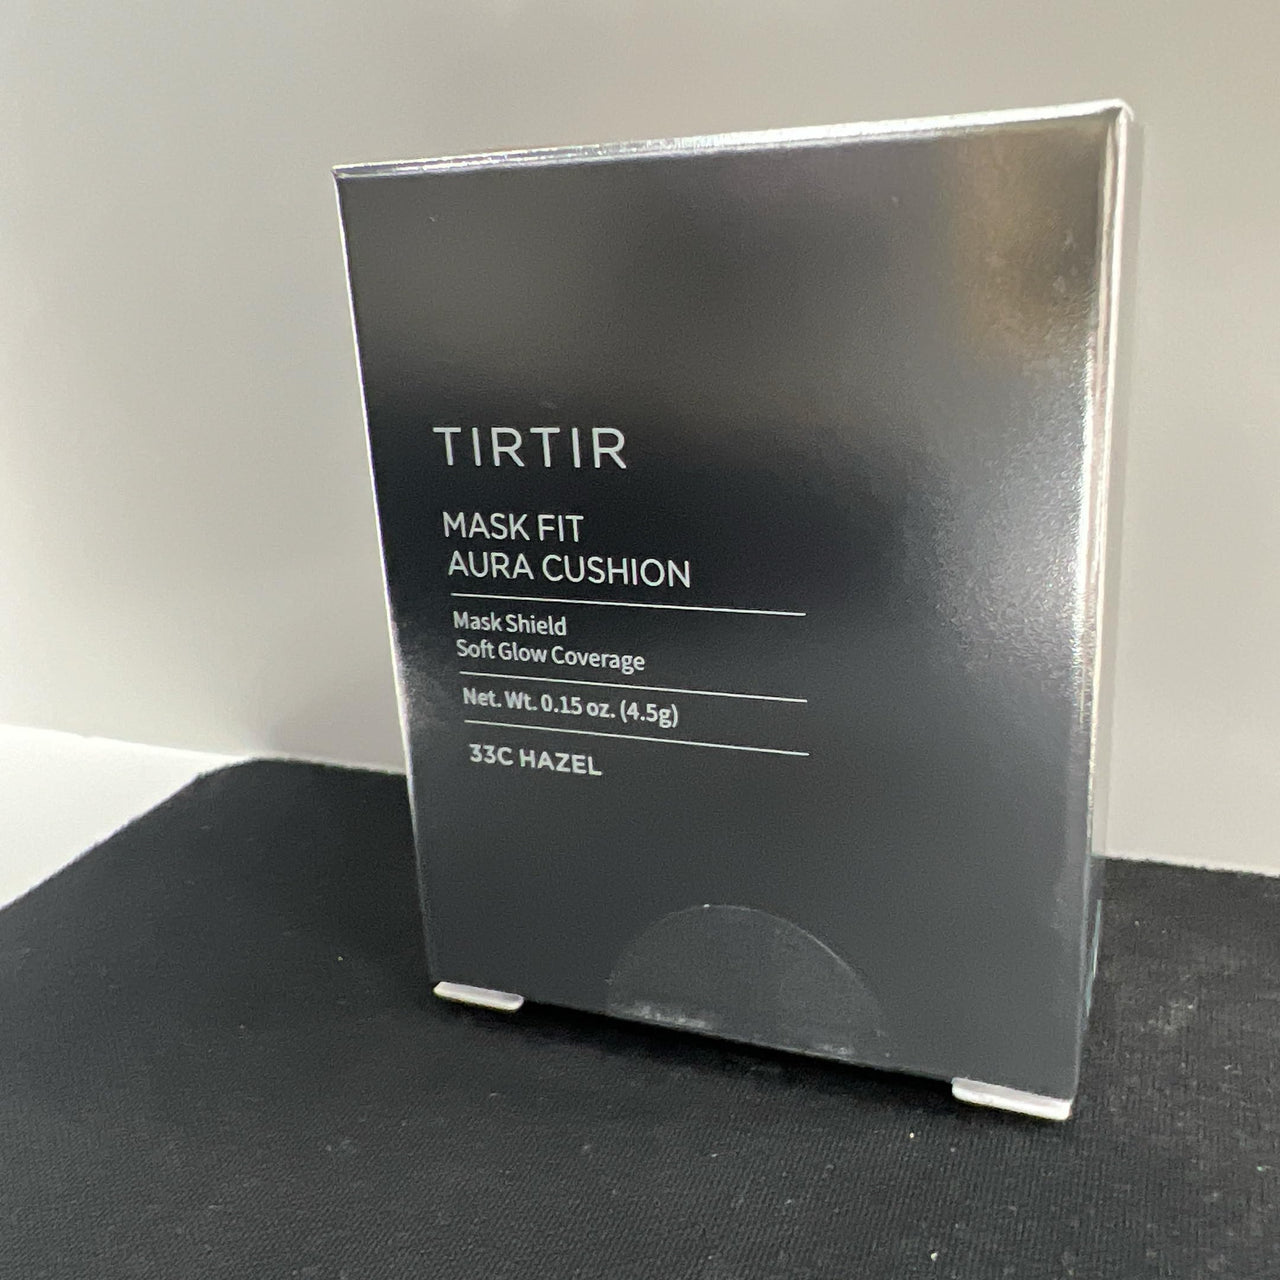 TIRTIR
MASK FIT
AURA CUSHION
Mask Shield
Soft Glow Coverage
Net. Wt. 0.15 oz. (4.5g)
33C HAZEL